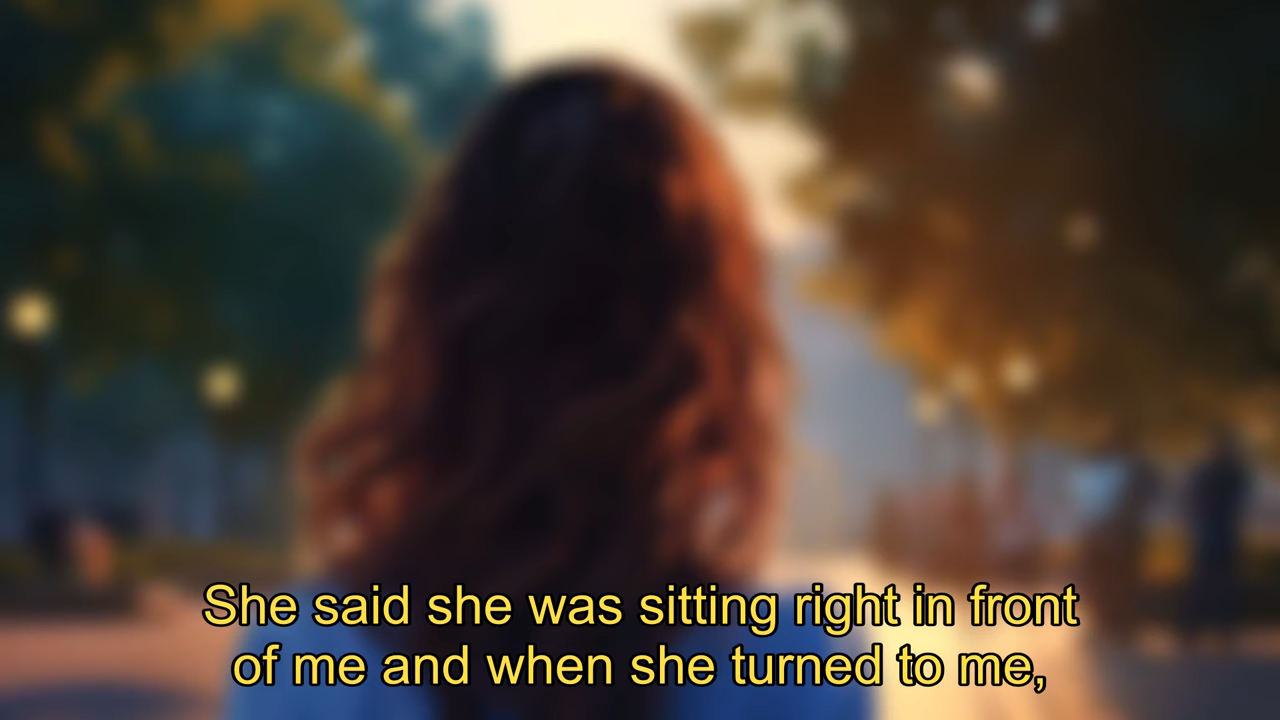 She said she was sitting right in front
of me and when she turned to me,